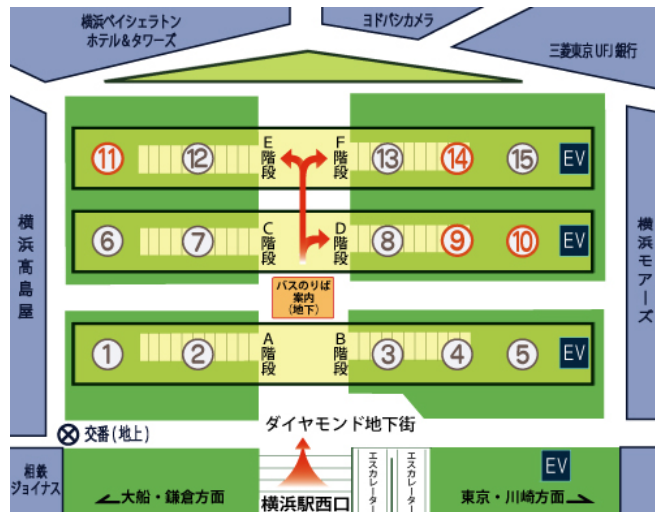 横浜ベイシェラトン
ホテル&タワーズ
ヨドバシカメラ
三菱東京UFJ銀行
⑪
⑫
E階段
F階段
⑬
⑭
⑮
EV
横浜高島屋
⑥
⑦
C階段
D階段
⑧
⑨
⑩
EV
横浜モアーズ
バスのりば
案内
(地下)
①
②
A階段
B階段
③
④
⑤
EV
交番(地上)
ダイヤモンド地下街
相鉄
ジョイナス
大船・鎌倉方面
横浜駅西口
エスカレーター
エスカレーター
EV
東京・川崎方面